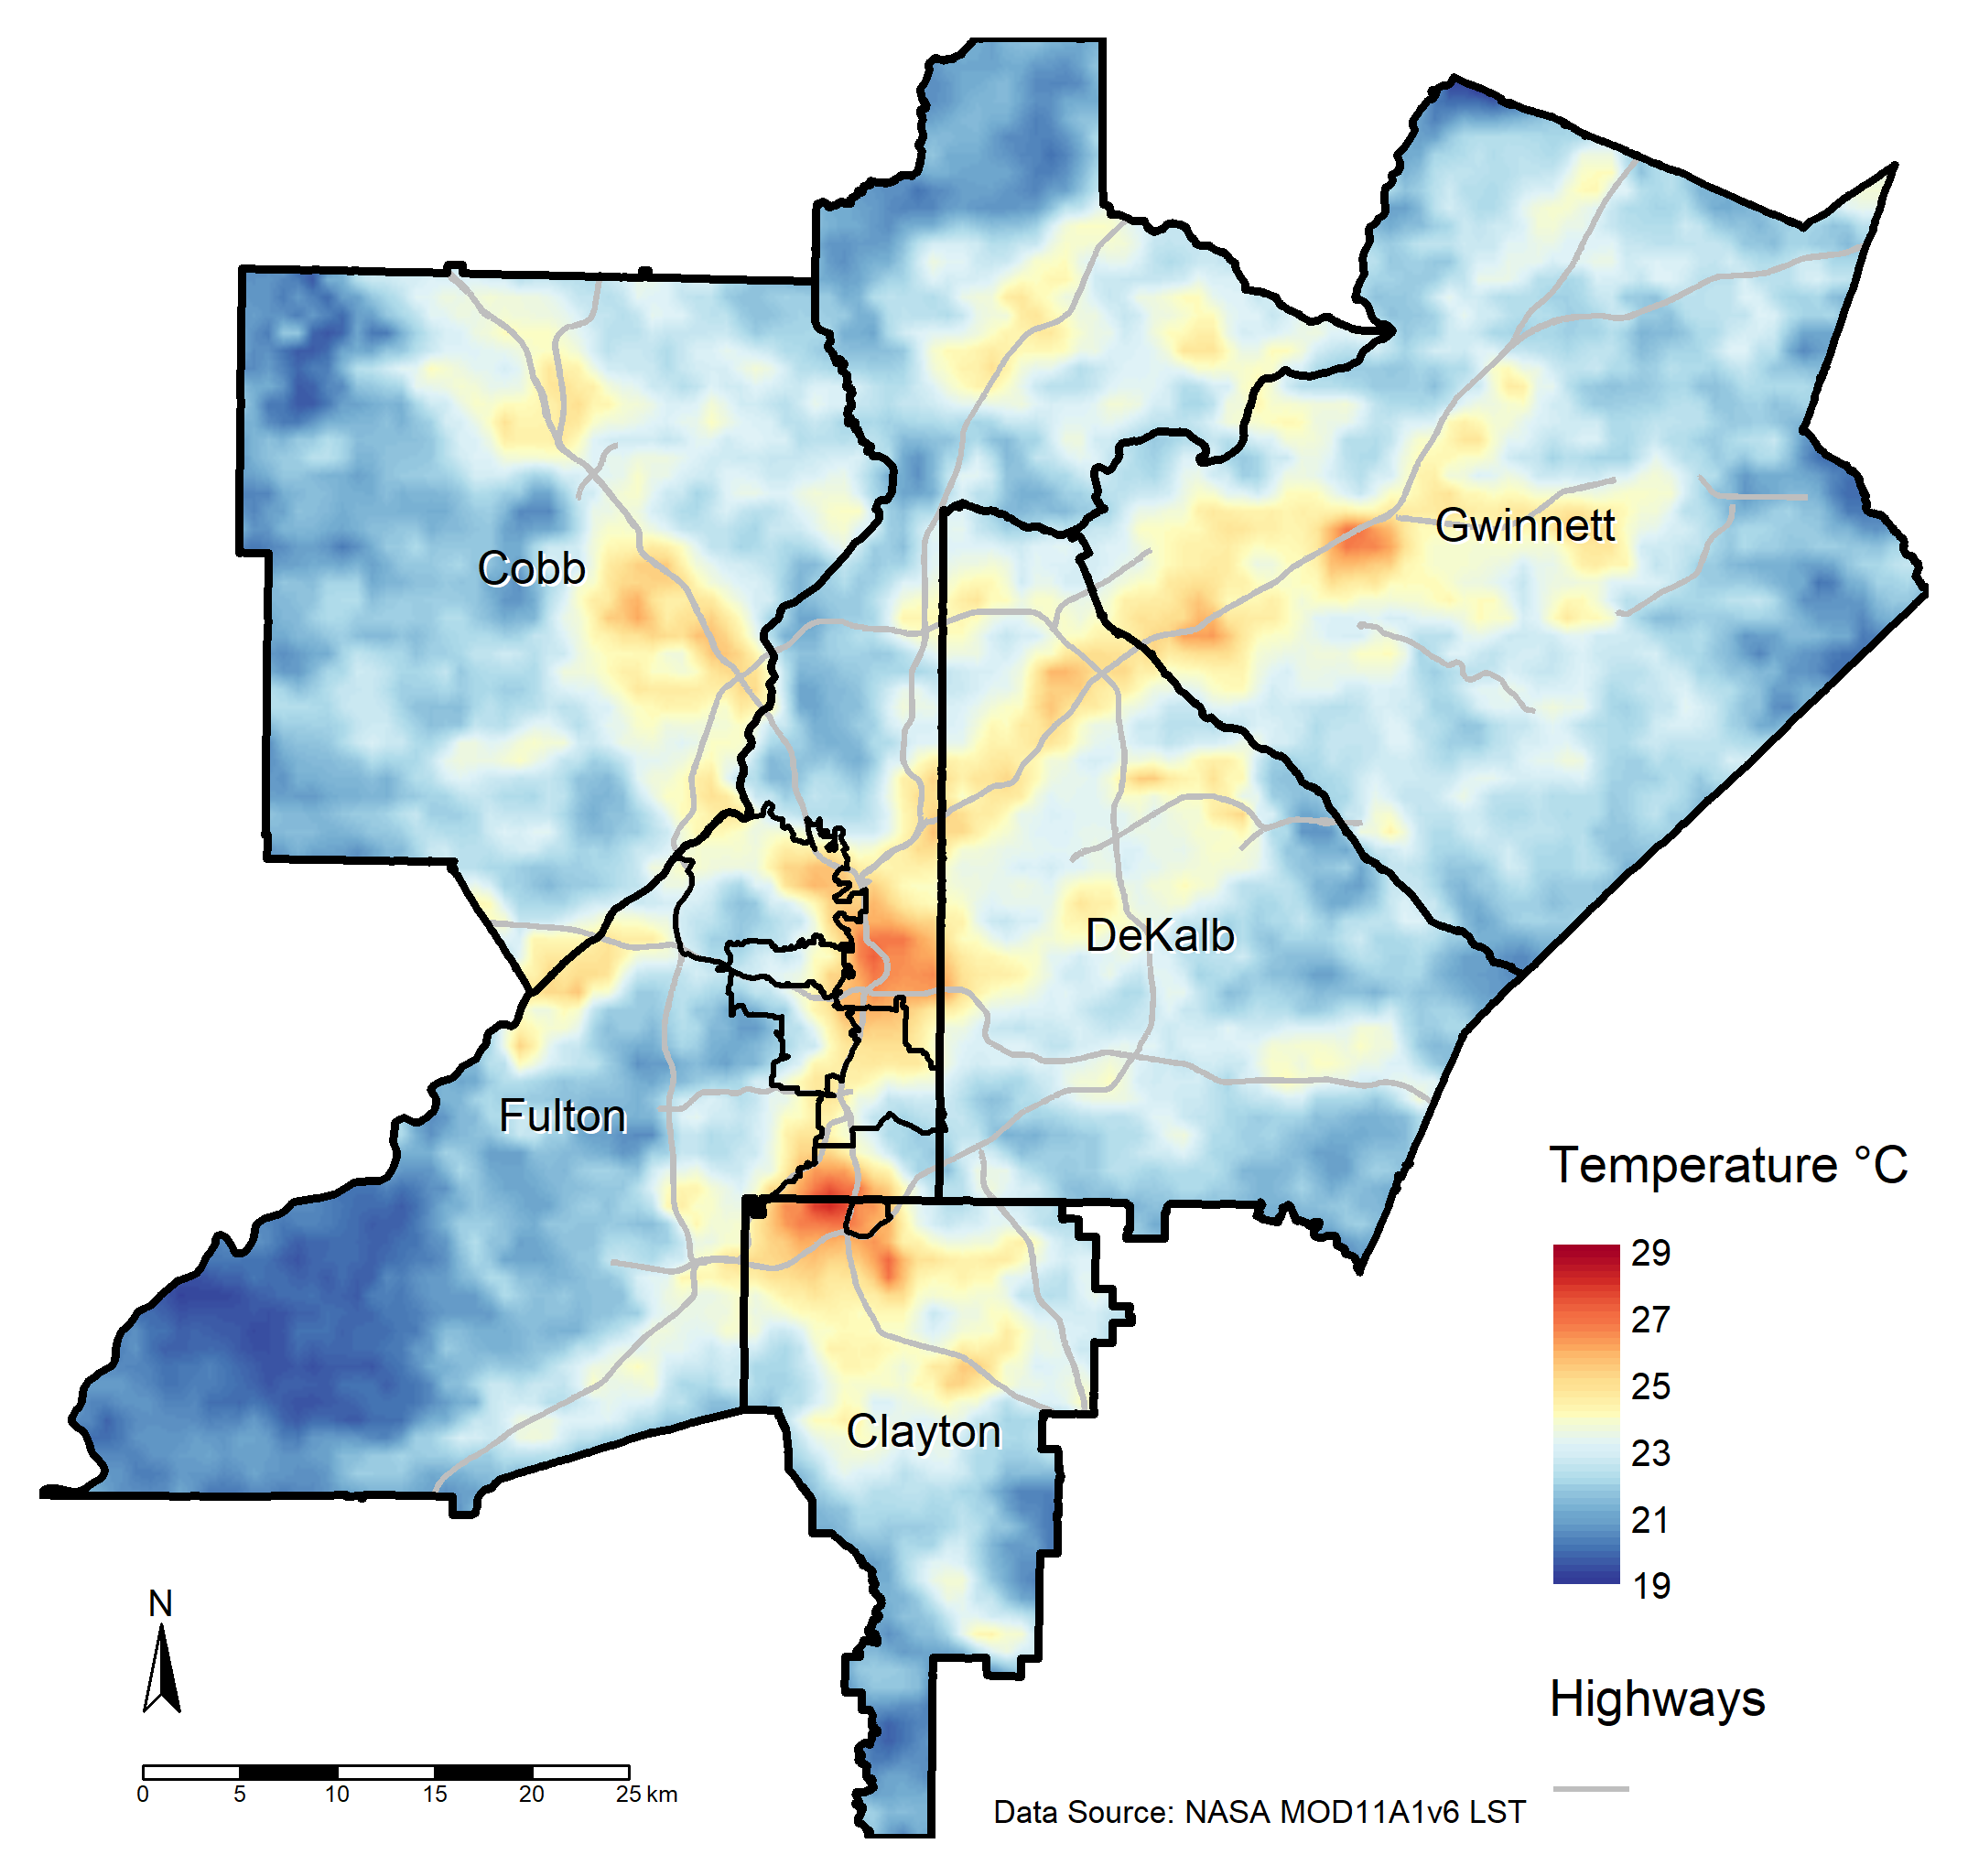 Gwinnett
Cobb
DeKalb
Fulton
Clayton
Temperature °C
29
27
25
23
21
19
Highways
N
0 5 10 15 20 25 km
Data Source: NASA MOD11A1v6 LST